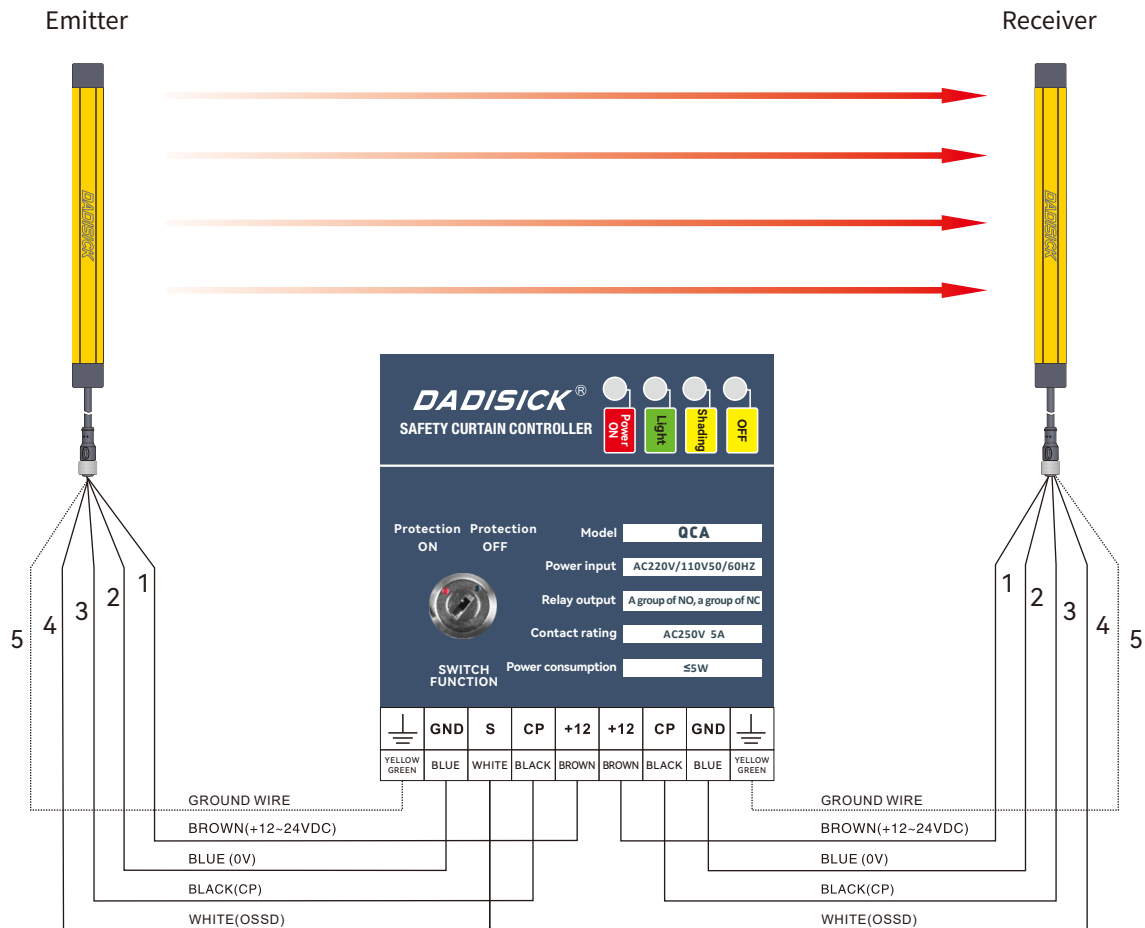 Emitter
Receiver
DADISICK
DADISICK
DADISICK ®
SAFETY CURTAIN CONTROLLER
Power ON
Light
Shading
OFF
Protection ON
Protection OFF
SWITCH FUNCTION
Model QCA
Power input AC220V/110V50/60HZ
Relay output A group of NO, a group of NC
Contact rating AC250V 5A
Power consumption ≤5W
5 4 3 2 1
1 2 3 4 5
GND S CP +12 +12 CP GND
YELLOW GREEN BLUE WHITE BLACK BROWN BROWN BLACK BLUE YELLOW GREEN
GROUND WIRE
BROWN(+12~24VDC)
BLUE (0V)
BLACK(CP)
WHITE(OSSD)
GROUND WIRE
BROWN(+12~24VDC)
BLUE (0V)
BLACK(CP)
WHITE(OSSD)